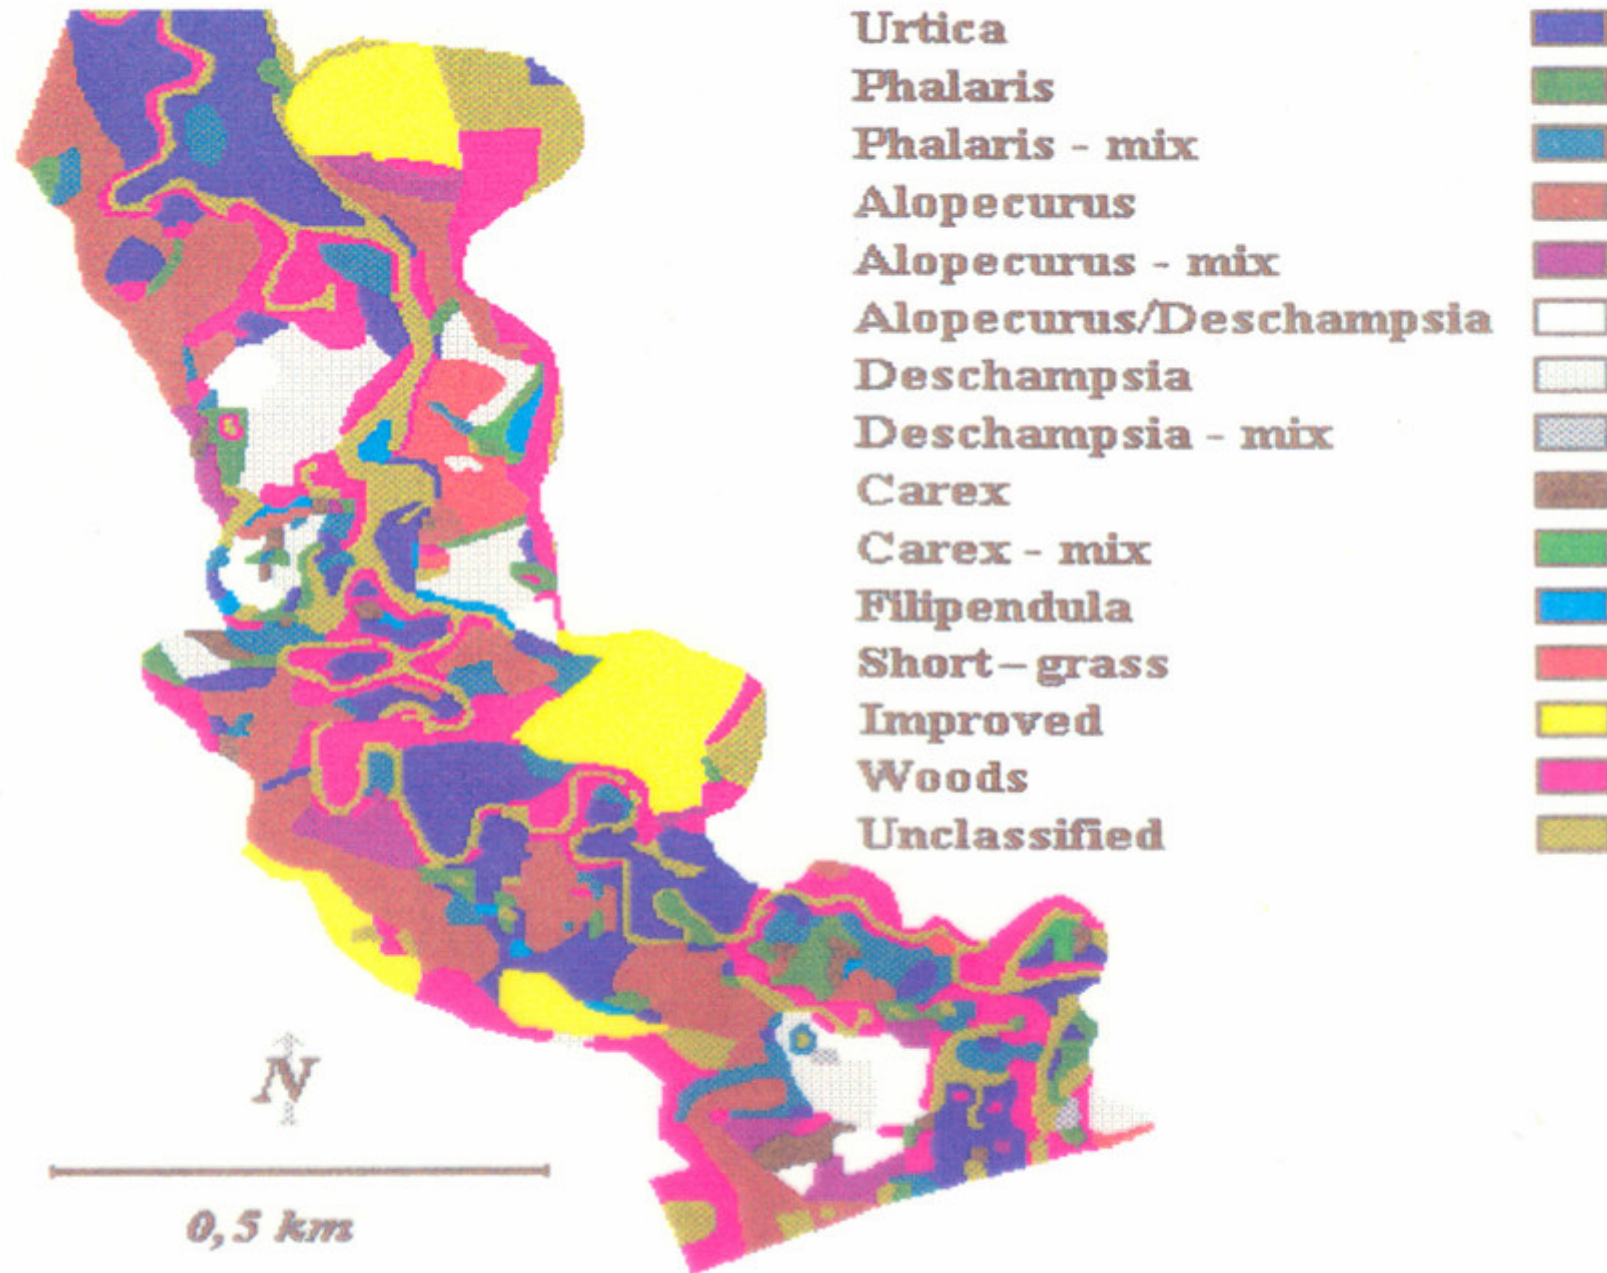 Urtica
Phalaris
Phalaris - mix
Alopecurus
Alopecurus - mix
Alopecurus/Deschampsia
Deschampsia
Deschampsia - mix
Carex
Carex - mix
Filipendula
Short-grass
Improved
Woods
Unclassified
N
0,5 km